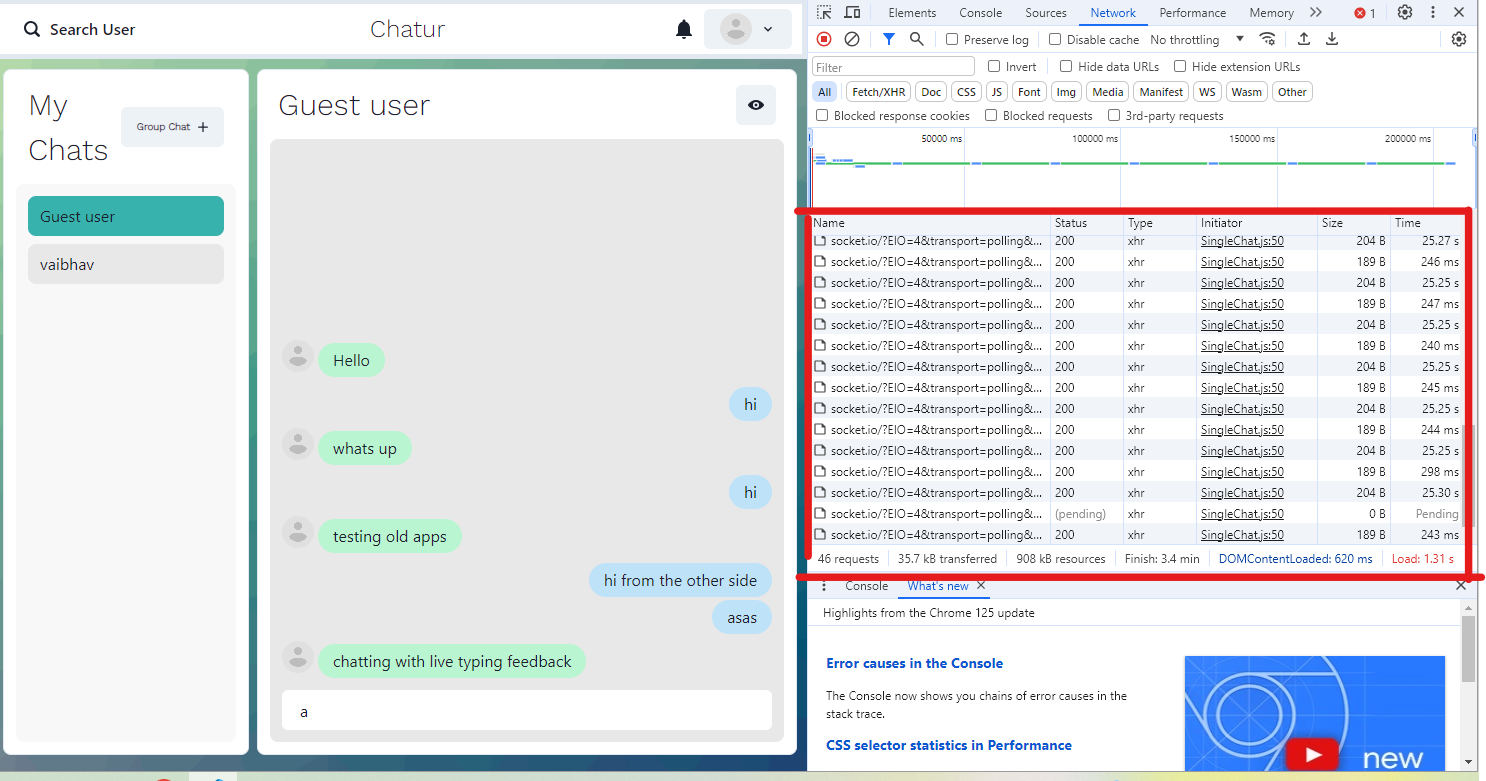 Search User
Chatur
My
Chats
Group Chat +
Guest user
vaibhav
Guest user
Hello
hi
whats up
hi
testing old apps
hi from the other side
asas
chatting with live typing feedback
a
Elements Console Sources Network Performance Memory 1
Preserve log Disable cache No throttling
Filter Invert Hide data URLs Hide extension URLs
All Fetch/XHR Doc CSS JS Font Img Media Manifest WS Wasm Other
Blocked response cookies Blocked requests 3rd-party requests
50000 ms 100000 ms 150000 ms 200000 ms
Name Status Type Initiator Size Time
socket.io/?EIO=4&transport=polling&... 200 xhr SingleChat.js:50 204 B 25.27 s
socket.io/?EIO=4&transport=polling&... 200 xhr SingleChat.js:50 189 B 246 ms
socket.io/?EIO=4&transport=polling&... 200 xhr SingleChat.js:50 204 B 25.25 s
socket.io/?EIO=4&transport=polling&... 200 xhr SingleChat.js:50 189 B 247 ms
socket.io/?EIO=4&transport=polling&... 200 xhr SingleChat.js:50 204 B 25.25 s
socket.io/?EIO=4&transport=polling&... 200 xhr SingleChat.js:50 189 B 240 ms
socket.io/?EIO=4&transport=polling&... 200 xhr SingleChat.js:50 204 B 25.25 s
socket.io/?EIO=4&transport=polling&... 200 xhr SingleChat.js:50 189 B 245 ms
socket.io/?EIO=4&transport=polling&... 200 xhr SingleChat.js:50 204 B 25.25 s
socket.io/?EIO=4&transport=polling&... 200 xhr SingleChat.js:50 189 B 244 ms
socket.io/?EIO=4&transport=polling&... 200 xhr SingleChat.js:50 204 B 25.25 s
socket.io/?EIO=4&transport=polling&... 200 xhr SingleChat.js:50 189 B 298 ms
socket.io/?EIO=4&transport=polling&... 200 xhr SingleChat.js:50 204 B 25.30 s
socket.io/?EIO=4&transport=polling&... (pending) xhr SingleChat.js:50 0 B Pending
socket.io/?EIO=4&transport=polling&... 200 xhr SingleChat.js:50 189 B 243 ms
46 requests 35.7 kB transferred 908 kB resources Finish: 3.4 min DOMContentLoaded: 620 ms Load: 1.31 s
Console What's new
Highlights from the Chrome 125 update
Error causes in the Console
The Console now shows you chains of error causes in the
stack trace.
CSS selector statistics in Performance
new